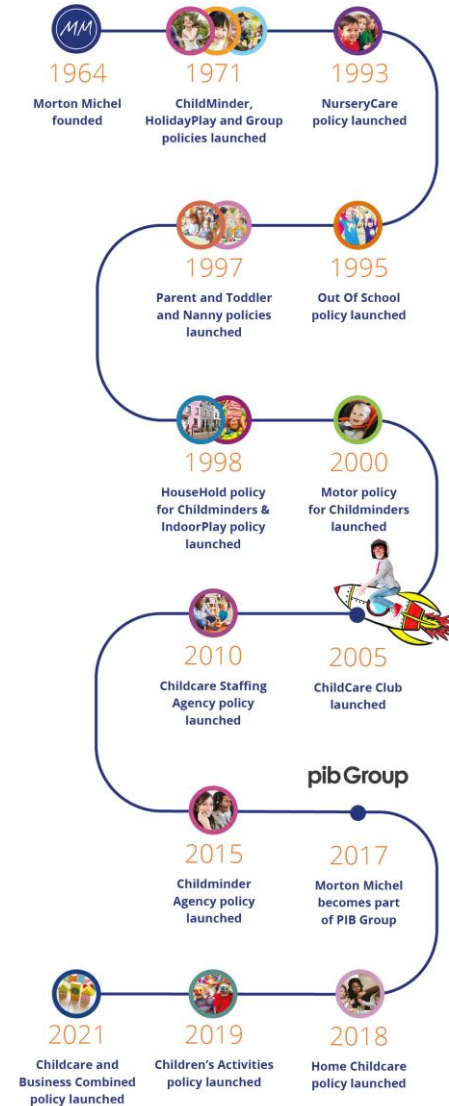 MM
1964
Morton Michel
founded
1971
ChildMinder,
HolidayPlay and Group
policies launched
1993
NurseryCare
policy launched
1997
Parent and Toddler
and Nanny policies
launched
1995
Out Of School
policy launched
1998
HouseHold policy
for Childminders &
IndoorPlay policy
launched
2000
Motor policy
for Childminders
launched
2010
Childcare Staffing
Agency policy
launched
2005
ChildCare Club
launched
2015
Childminder
Agency policy
launched
pib Group
2017
Morton Michel
becomes part
of PIB Group
2021
Childcare and
Business Combined
policy launched
2019
Children's Activities
policy launched
2018
Home Childcare
policy launched